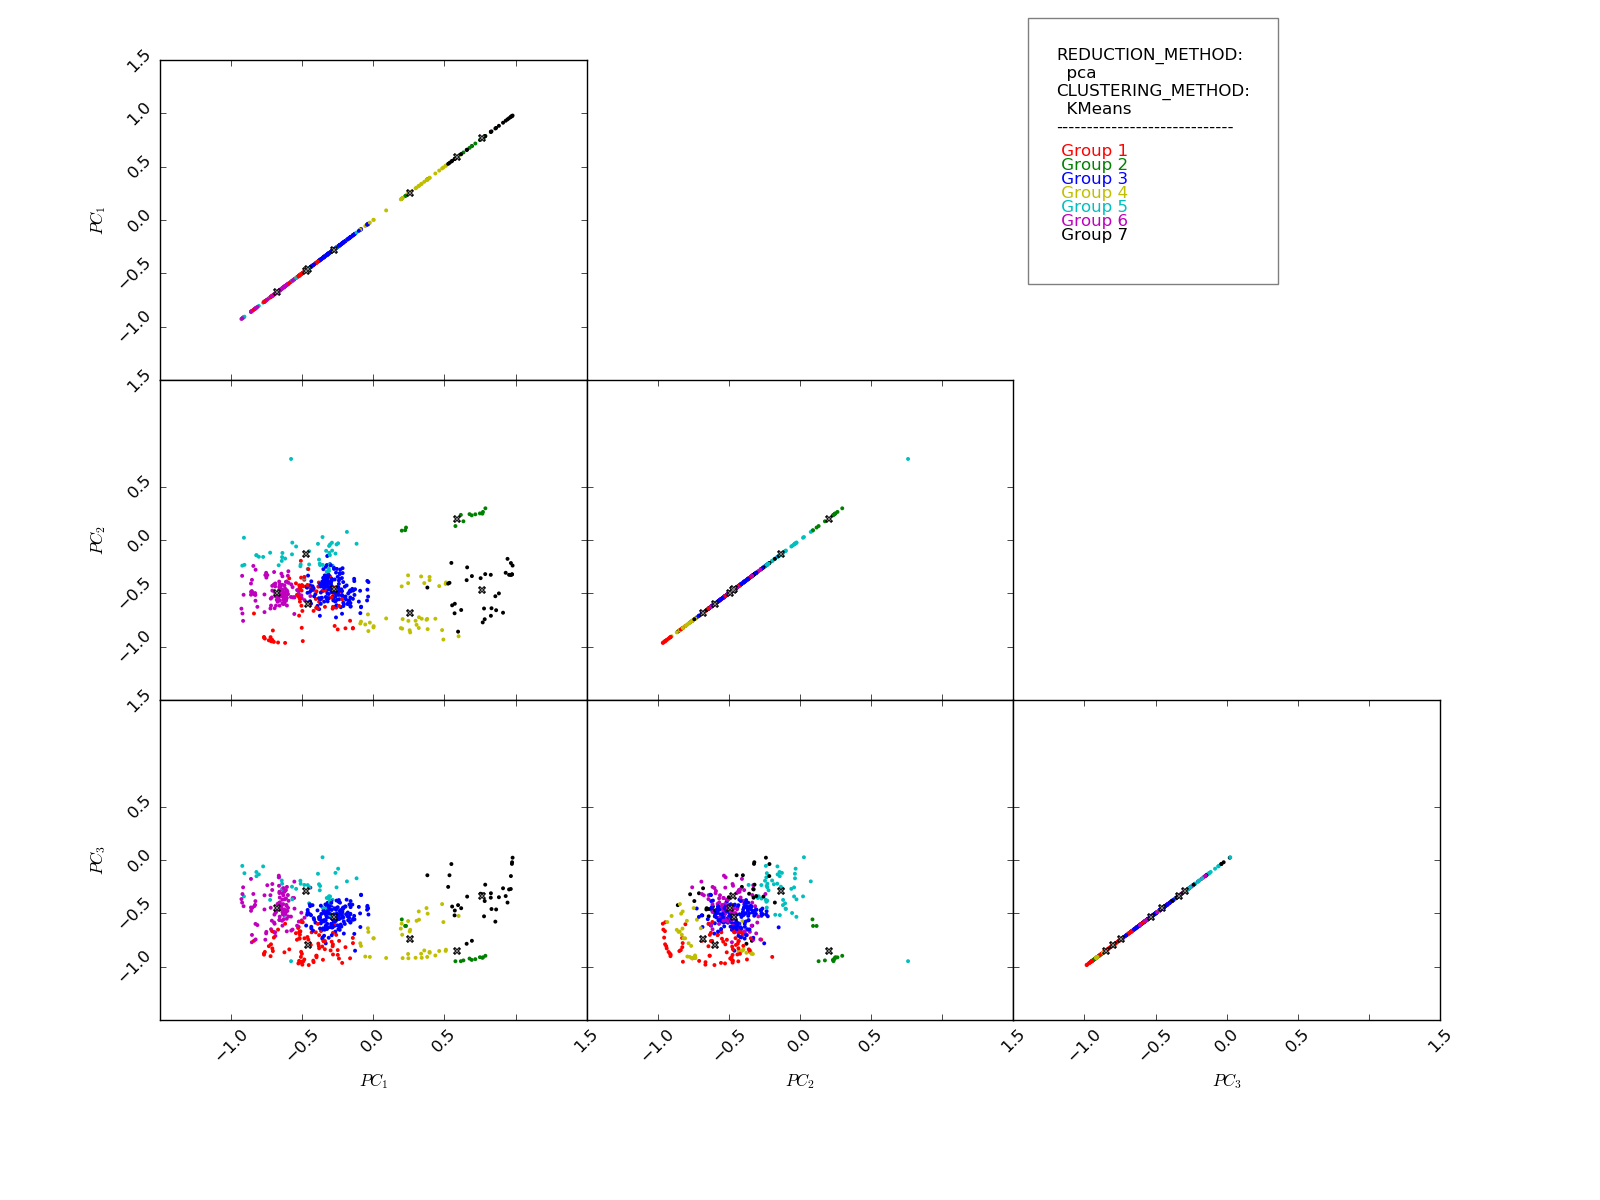 REDUCTION_METHOD:
pca
CLUSTERING_METHOD:
KMeans
------------------------------
Group 1
Group 2
Group 3
Group 4
Group 5
Group 6
Group 7
1.5
1.0
0.5
0.0
−0.5
−1.0
PC1
1.5
0.5
0.0
−0.5
−1.0
PC2
1.5
0.5
0.0
−0.5
−1.0
PC3
−1.0 −0.5 0.0 0.5 1.5 −1.0 −0.5 0.0 0.5 1.5 −1.0 −0.5 0.0 0.5 1.5
PC1 PC2 PC3